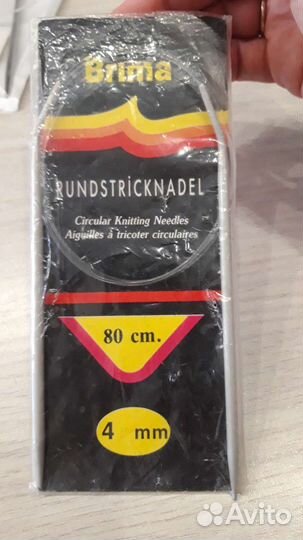 Brima
RUNDSTRICKNADEL
Circular Knitting Needles
Aiguilles à tricoter circulaires
80 cm.
4 mm
Avito